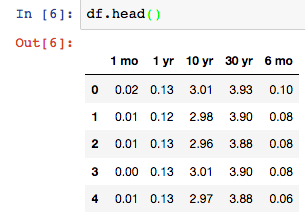 In [6]: df.head()
Out[6]:
1 mo 1 yr 10 yr 30 yr 6 mo
0 0.02 0.13 3.01 3.93 0.10
1 0.01 0.12 2.98 3.90 0.08
2 0.01 0.13 2.96 3.88 0.08
3 0.00 0.13 3.01 3.90 0.08
4 0.01 0.13 2.97 3.88 0.06